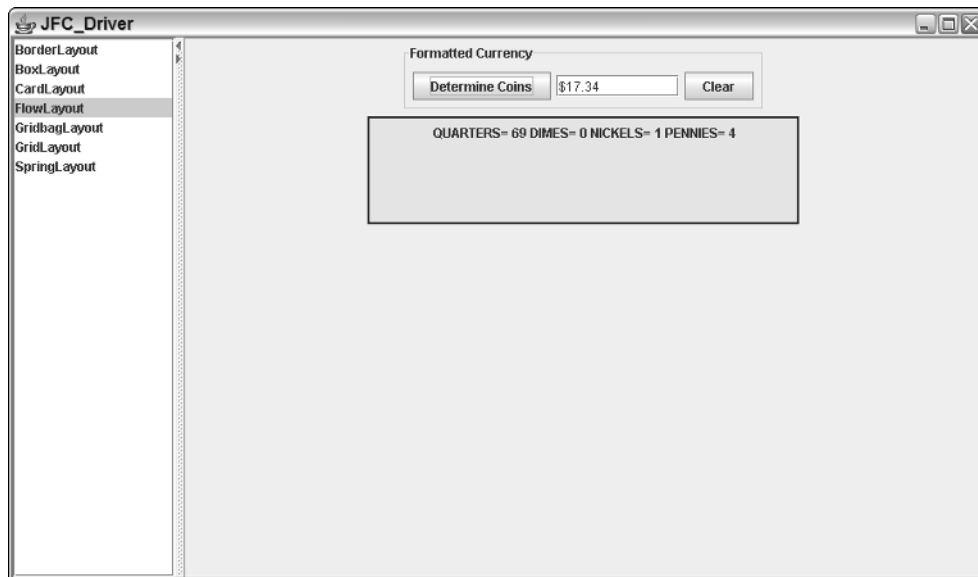 JFC_Driver
BorderLayout
BoxLayout
CardLayout
FlowLayout
GridbagLayout
GridLayout
SpringLayout
Formatted Currency
Determine Coins $17.34 Clear
QUARTERS= 69 DIMES= 0 NICKELS= 1 PENNIES= 4